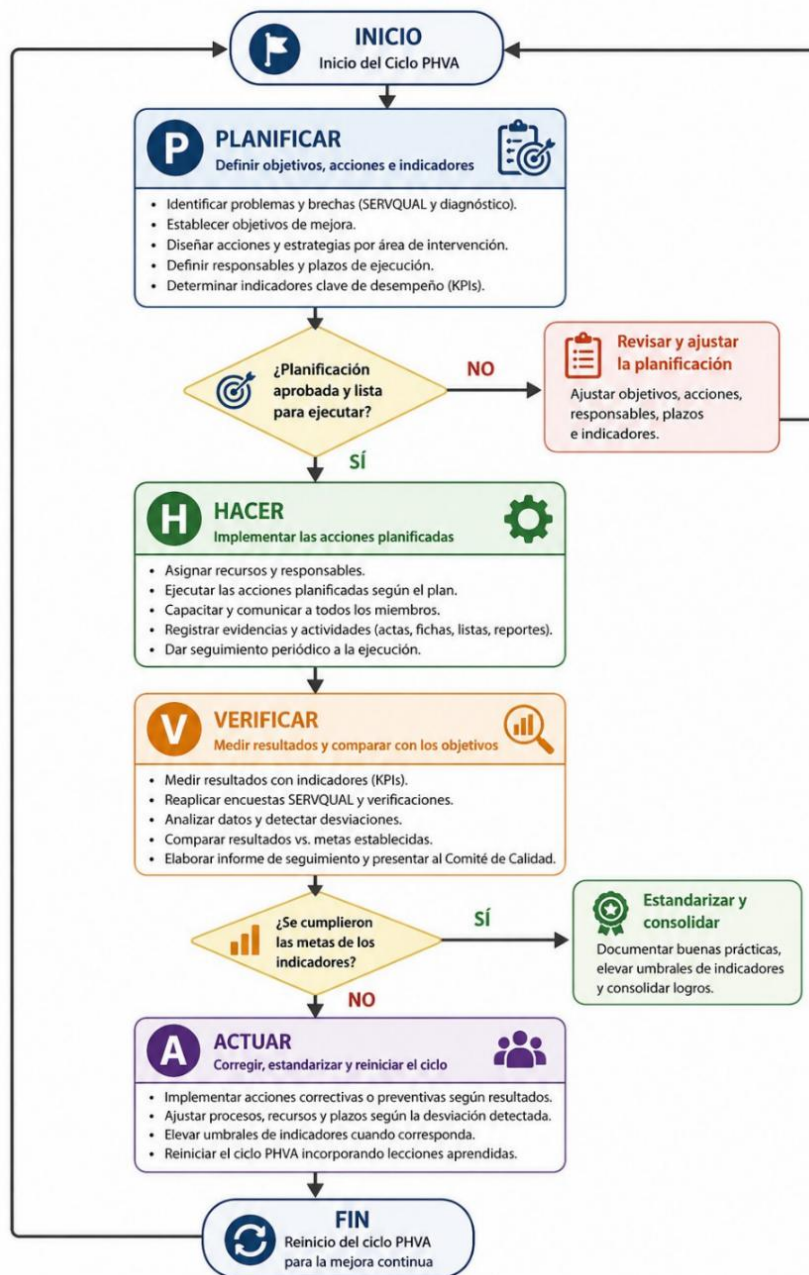 INICIO
Inicio del Ciclo PHVA
P
PLANIFICAR
Definir objetivos, acciones e indicadores
• Identificar problemas y brechas (SERVQUAL y diagnóstico).
• Establecer objetivos de mejora.
• Diseñar acciones y estrategias por área de intervención.
• Definir responsables y plazos de ejecución.
• Determinar indicadores clave de desempeño (KPIs).
¿Planificación
aprobada y lista
para ejecutar?
NO
Revisar y ajustar
la planificación
Ajustar objetivos, acciones,
responsables, plazos
e indicadores.
SÍ
H
HACER
Implementar las acciones planificadas
• Asignar recursos y responsables.
• Ejecutar las acciones planificadas según el plan.
• Capacitar y comunicar a todos los miembros.
• Registrar evidencias y actividades (actas, fichas, listas, reportes).
• Dar seguimiento periódico a la ejecución.
V
VERIFICAR
Medir resultados y comparar con los objetivos
• Medir resultados con indicadores (KPIs).
• Reaplicar encuestas SERVQUAL y verificaciones.
• Analizar datos y detectar desviaciones.
• Comparar resultados vs. metas establecidas.
• Elaborar informe de seguimiento y presentar al Comité de Calidad.
¿Se cumplieron
las metas de los
indicadores?
SÍ
Estandarizar y
consolidar
Documentar buenas prácticas,
elevar umbrales de indicadores
y consolidar logros.
NO
A
ACTUAR
Corregir, estandarizar y reiniciar el ciclo
• Implementar acciones correctivas o preventivas según resultados.
• Ajustar procesos, recursos y plazos según la desviación detectada.
• Elevar umbrales de indicadores cuando corresponda.
• Reiniciar el ciclo PHVA incorporando lecciones aprendidas.
FIN
Reinicio del ciclo PHVA
para la mejora continua